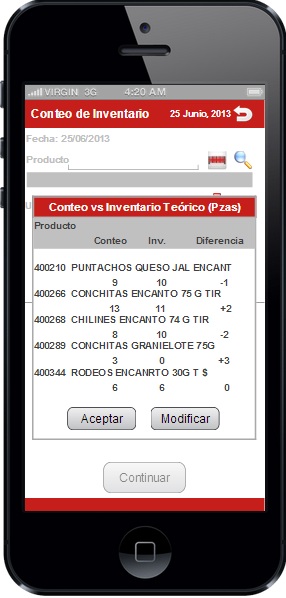 VIRGIN 3G 4:20 AM
Conteo de Inventario 25 Junio, 2013
Fecha: 25/06/2013
Producto
Conteo vs Inventario Teórico (Pzas)
Producto
Conteo Inv. Diferencia
400210 PUNTACHOS QUESO JAL ENCANT
9 10 -1
400266 CONCHITAS ENCANTO 75 G TIR
13 11 +2
400268 CHILINES ENCANTO 74 G TIR
8 10 -2
400289 CONCHITAS GRANIELOTE 75G
3 0 +3
400344 RODEOS ENCANRTO 30G T $
6 6 0
Aceptar Modificar
Continuar